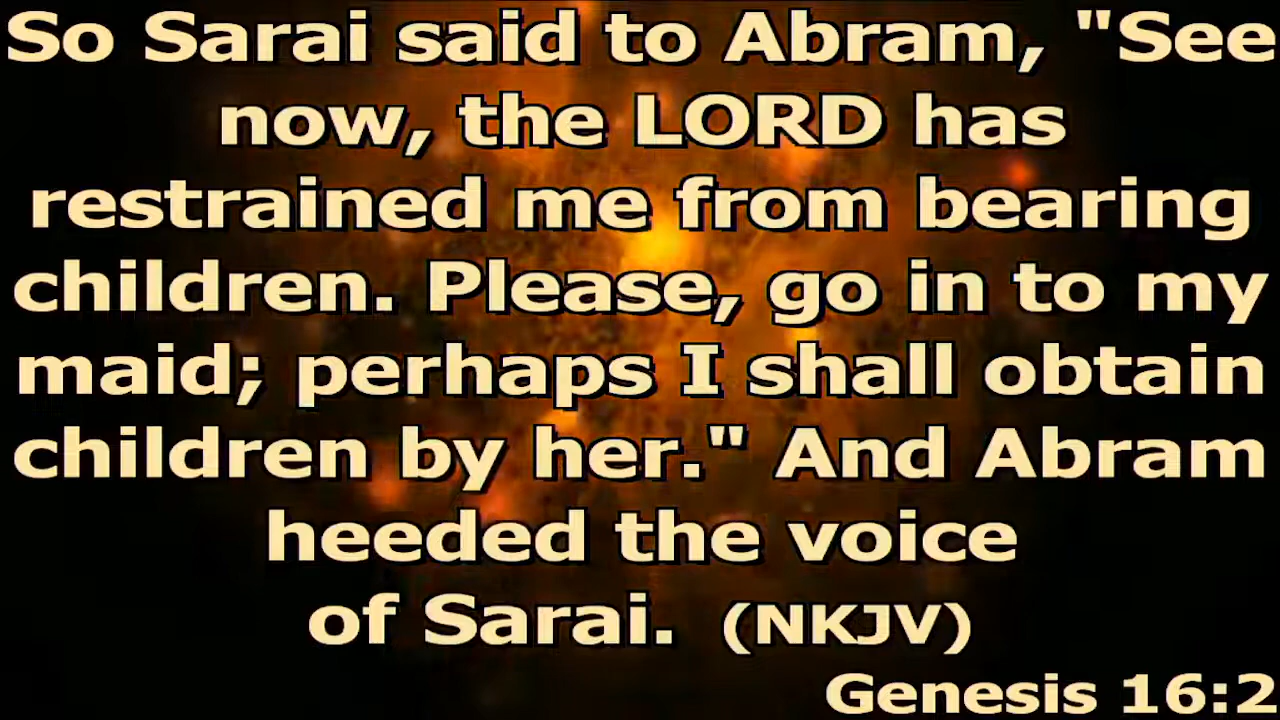 So Sarai said to Abram, "See
now, the LORD has
restrained me from bearing
children. Please, go in to my
maid; perhaps I shall obtain
children by her." And Abram
heeded the voice
of Sarai. (NKJV)
Genesis 16:2